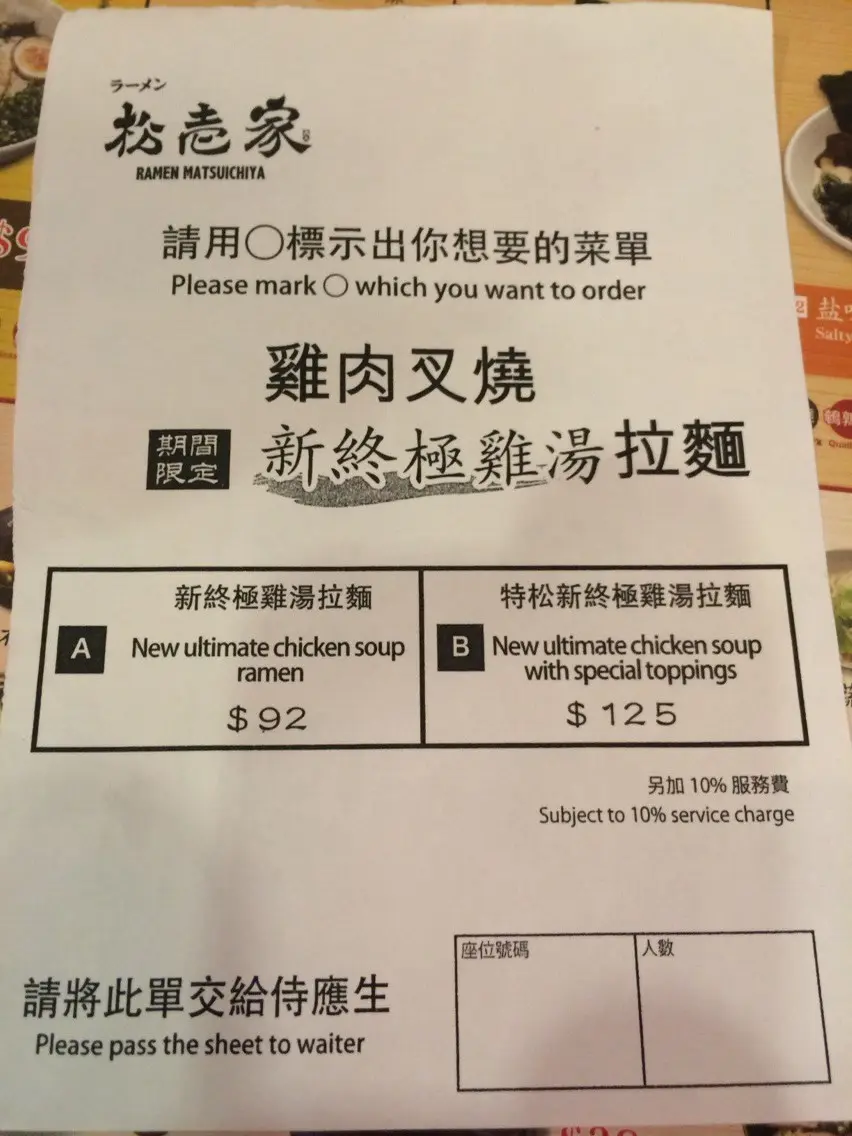 ラーメン
松壱家
RAMEN MATSUICHIYA
請用○標示出你想要的菜單
Please mark ○ which you want to order
雞肉叉燒
期間限定
新終極雞湯拉麵
A
新終極雞湯拉麵
New ultimate chicken soup
ramen
$92
B
特松新終極雞湯拉麵
New ultimate chicken soup
with special toppings
$125
另加 10% 服務費
Subject to 10% service charge
座位號碼
人數
請將此單交給侍應生
Please pass the sheet to waiter
Salty